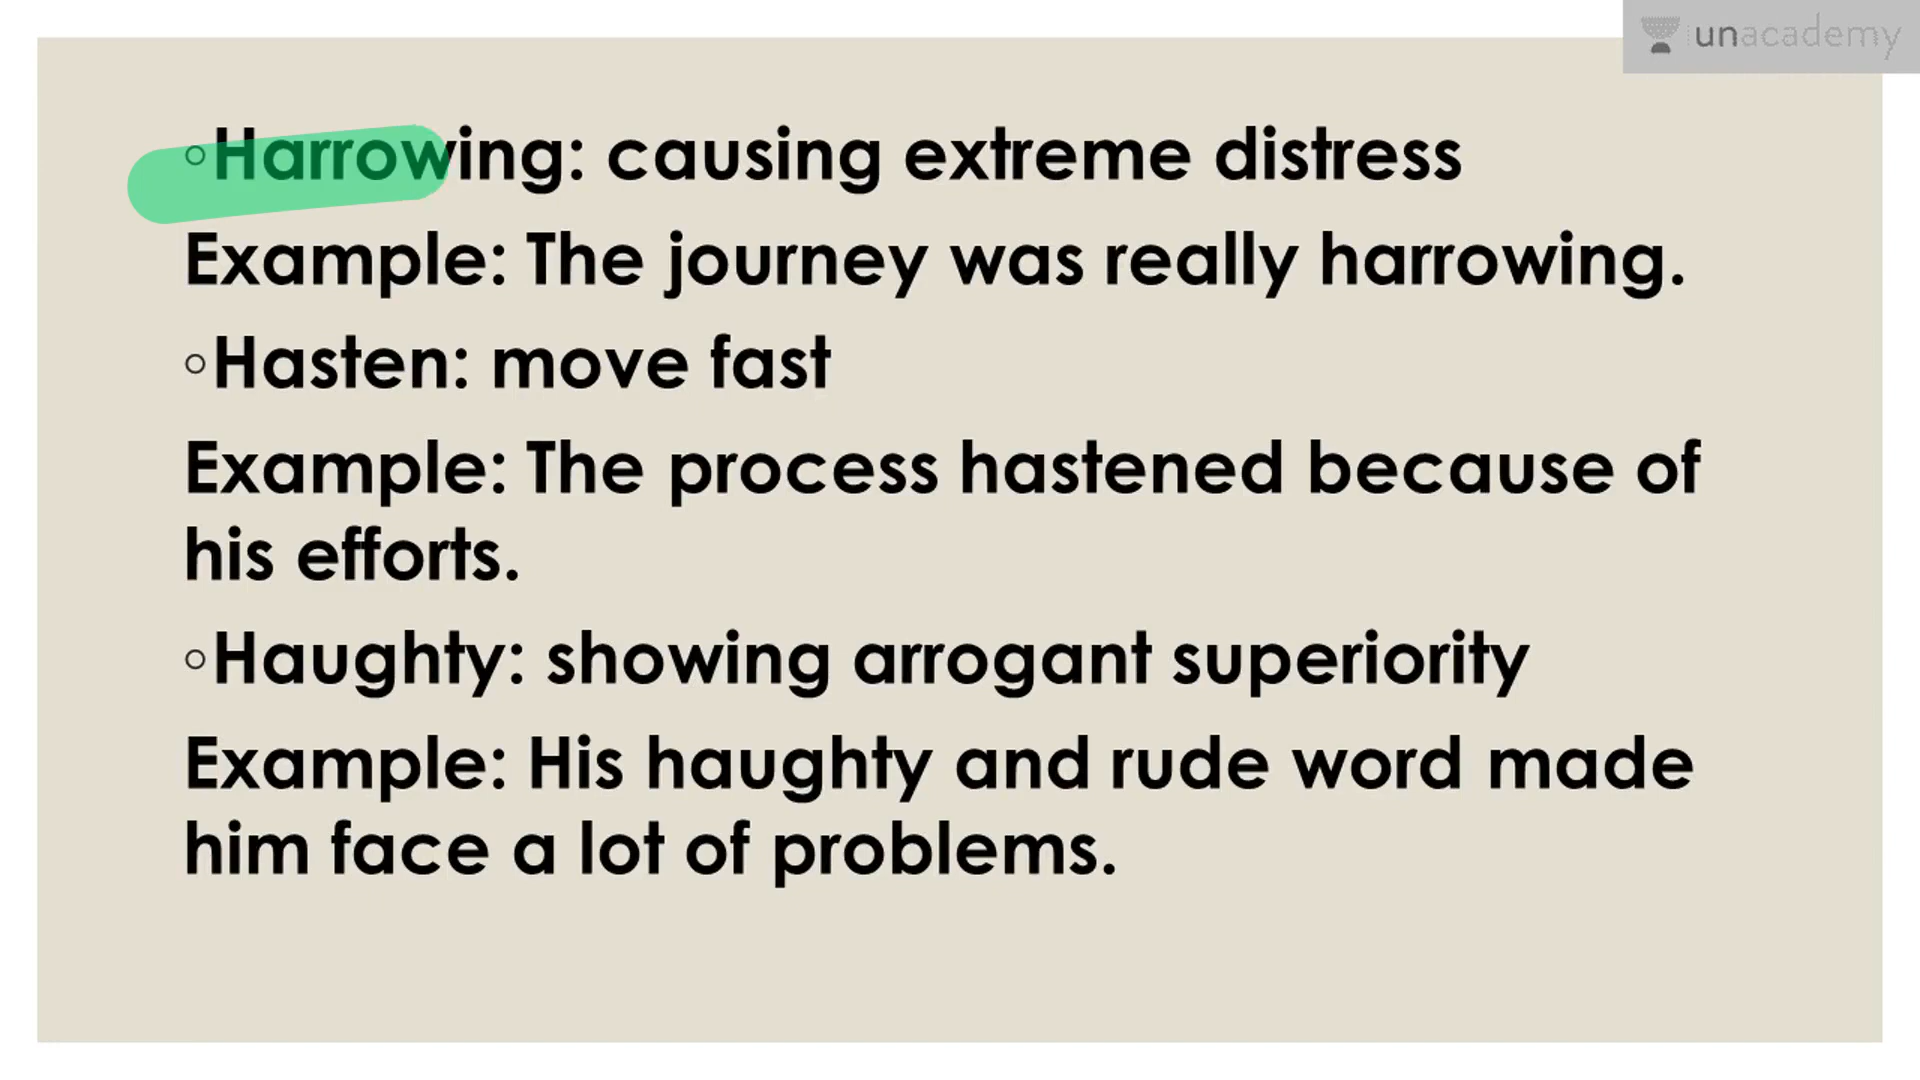 unacademy
◦Harrowing: causing extreme distress
Example: The journey was really harrowing.
◦Hasten: move fast
Example: The process hastened because of
his efforts.
◦Haughty: showing arrogant superiority
Example: His haughty and rude word made
him face a lot of problems.